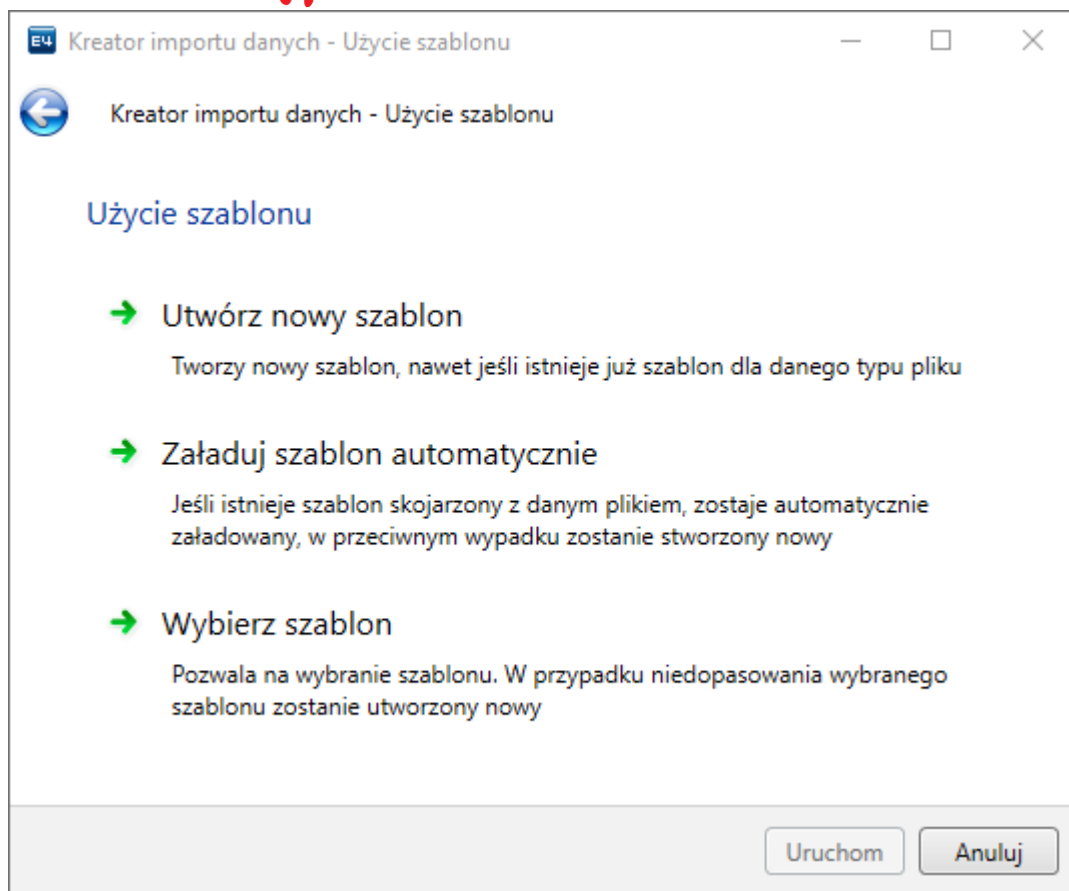 E4 Kreator importu danych - Użycie szablonu
Kreator importu danych - Użycie szablonu
Użycie szablonu
Utwórz nowy szablon
Tworzy nowy szablon, nawet jeśli istnieje już szablon dla danego typu pliku
Załaduj szablon automatycznie
Jeśli istnieje szablon skojarzony z danym plikiem, zostaje automatycznie
załadowany, w przeciwnym wypadku zostanie stworzony nowy
Wybierz szablon
Pozwala na wybranie szablonu. W przypadku niedopasowania wybranego
szablonu zostanie utworzony nowy
Uruchom Anuluj